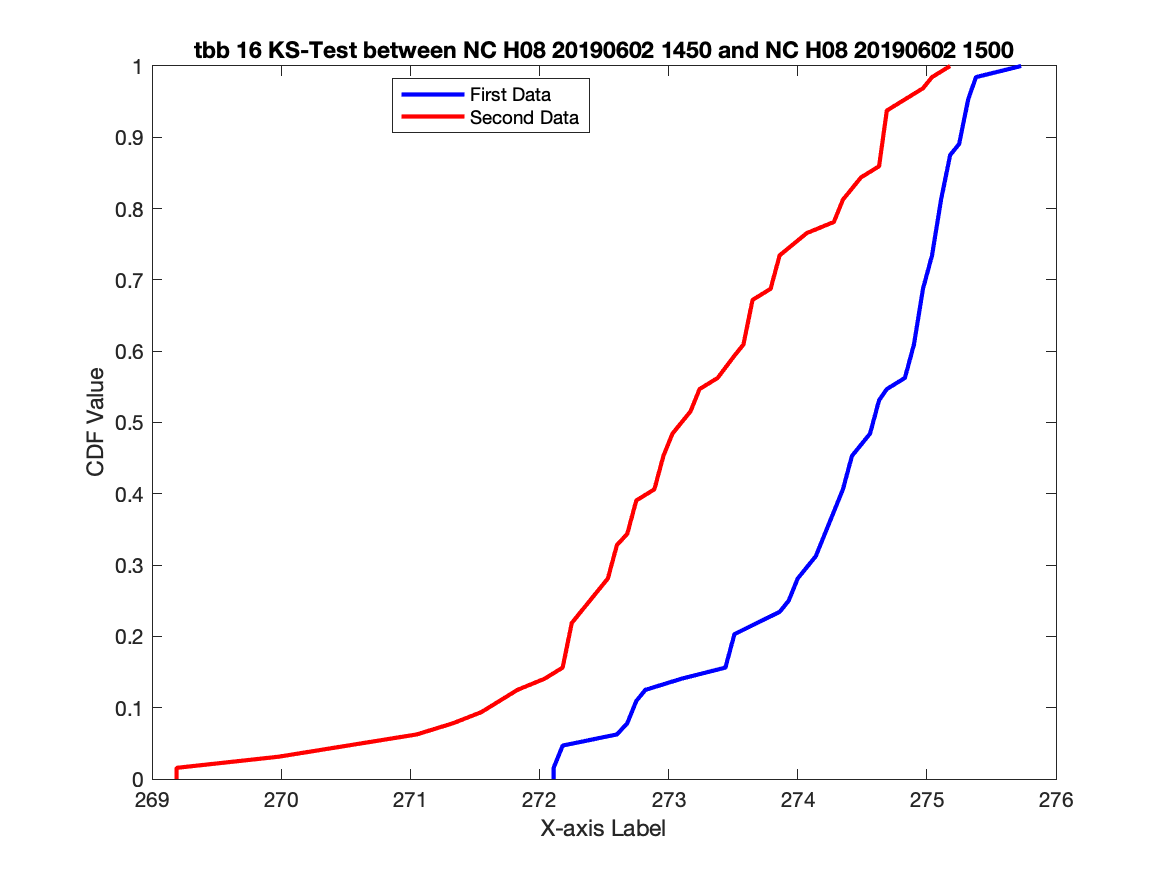 tbb 16 KS-Test between NC H08 20190602 1450 and NC H08 20190602 1500
First Data
Second Data
1
0.9
0.8
0.7
0.6
0.5
0.4
0.3
0.2
0.1
0
CDF Value
269 270 271 272 273 274 275 276
X-axis Label